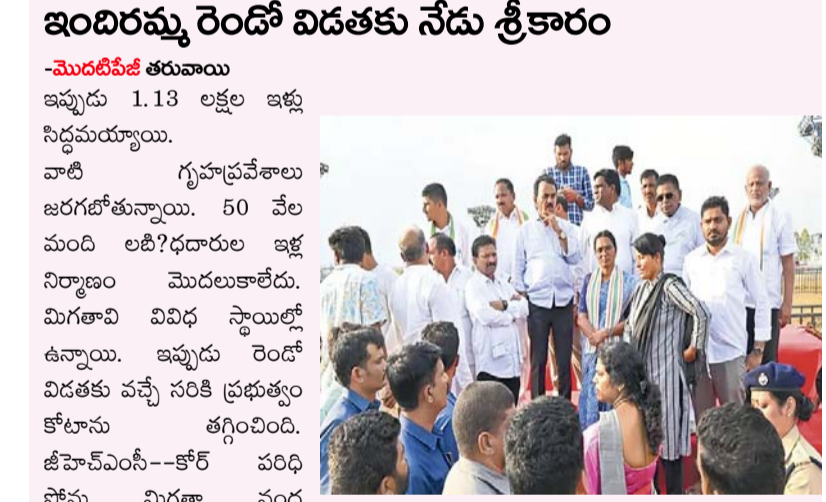 ఇందిరమ్మ రెండో విడతకు నేడు శ్రీకారం
-మొదటిపేజీ తరువాయి
ఇప్పుడు 1.13 లక్షల ఇళ్లు
సిద్ధమయ్యాయి.
వాటి గృహప్రవేశాలు
జరగబోతున్నాయి. 50 వేల
మంది లబి?ధదారుల ఇళ్ల
నిర్మాణం మొదలుకాలేదు.
మిగతావి వివిధ స్థాయిల్లో
ఉన్నాయి. ఇప్పుడు రెండో
విడతకు వచ్చే సరికి ప్రభుత్వం
కోటాను తగ్గించింది.
జీహెచ్ఎంసీ--కోర్ పరిధి